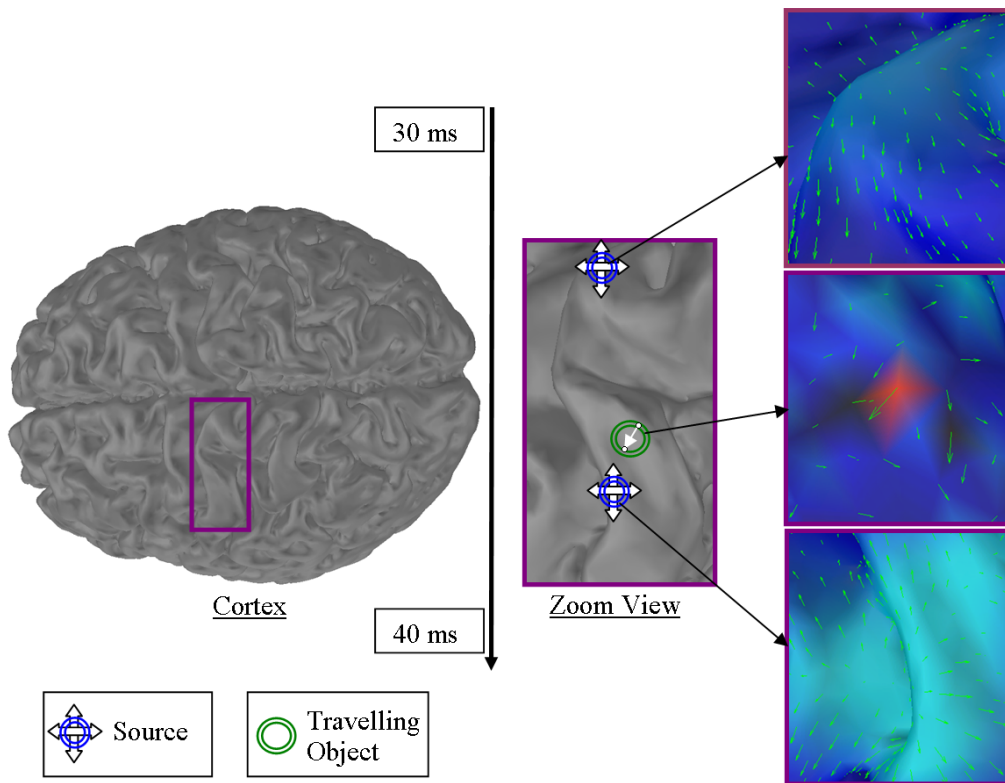 30 ms
Cortex
Zoom View
40 ms
Source
Travelling
Object